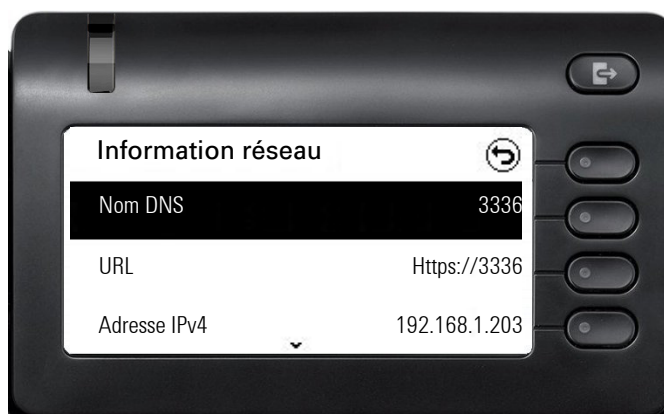 Information réseau
Nom DNS 3336
URL Https://3336
Adresse IPv4 192.168.1.203